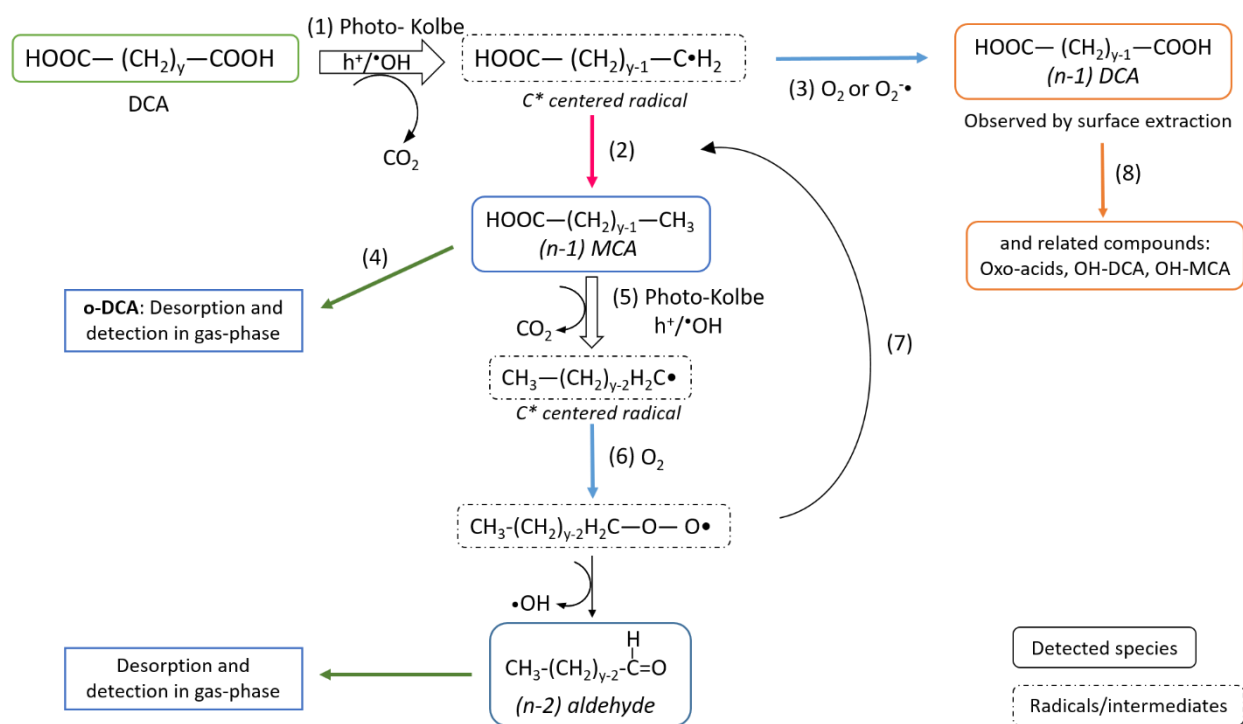 (1) Photo- Kolbe
HOOC— (CH₂)y —COOH
DCA
h⁺/•OH
CO₂
HOOC— (CH₂)y-1 —C•H₂
C* centered radical
(3) O₂ or O₂⁻•
HOOC— (CH₂)y-1 —COOH
(n-1) DCA
Observed by surface extraction
(8)
and related compounds:
Oxo-acids, OH-DCA, OH-MCA
(2)
HOOC—(CH₂)y-1—CH₃
(n-1) MCA
(4)
o-DCA: Desorption and
detection in gas-phase
(5) Photo-Kolbe
h⁺/•OH
CO₂
(7)
CH₃—(CH₂)y-2H₂C•
C* centered radical
(6) O₂
CH₃-(CH₂)y-2H₂C—O— O•
•OH
H
CH₃-(CH₂)y-2—C=O
(n-2) aldehyde
Desorption and
detection in gas-phase
Detected species
Radicals/intermediates